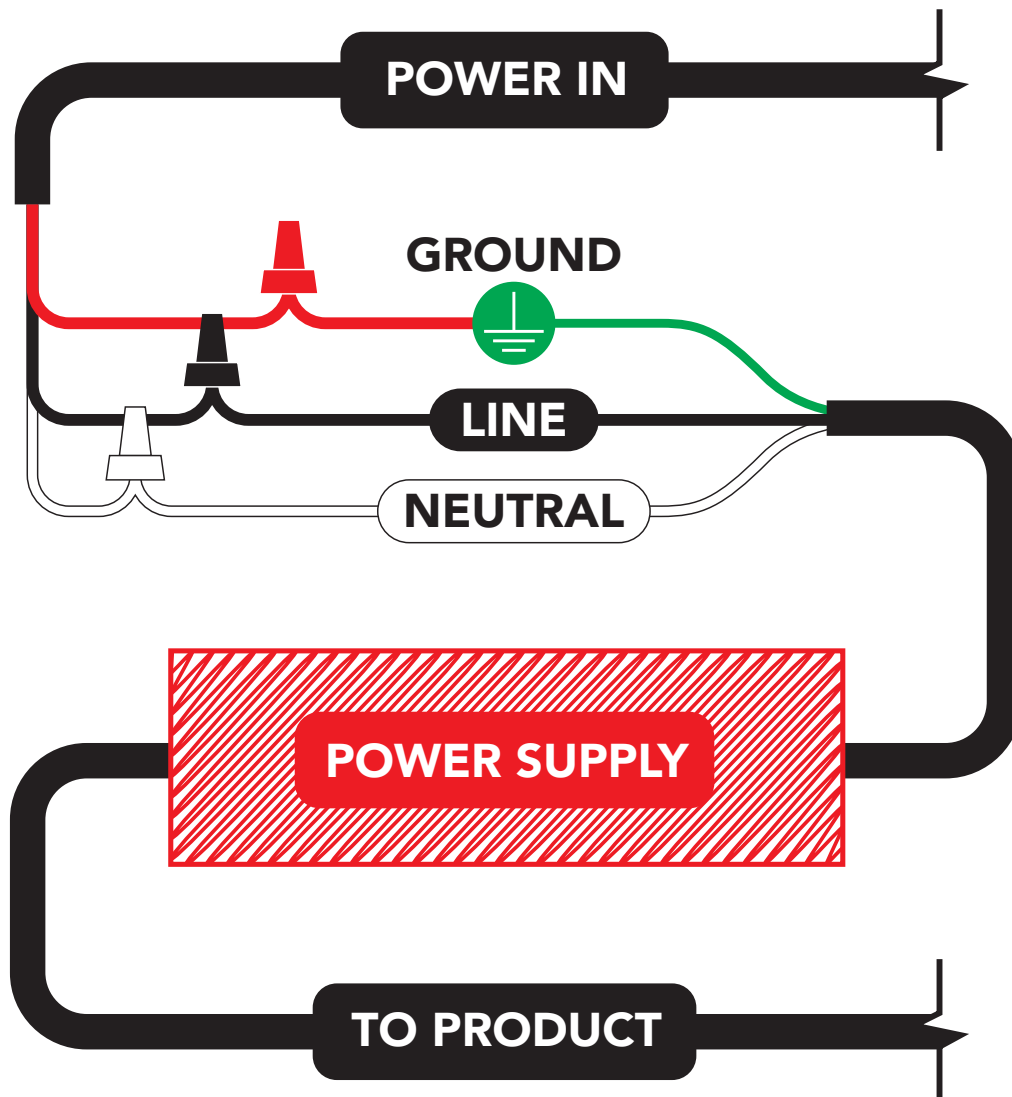 POWER IN
GROUND
LINE
NEUTRAL
POWER SUPPLY
TO PRODUCT